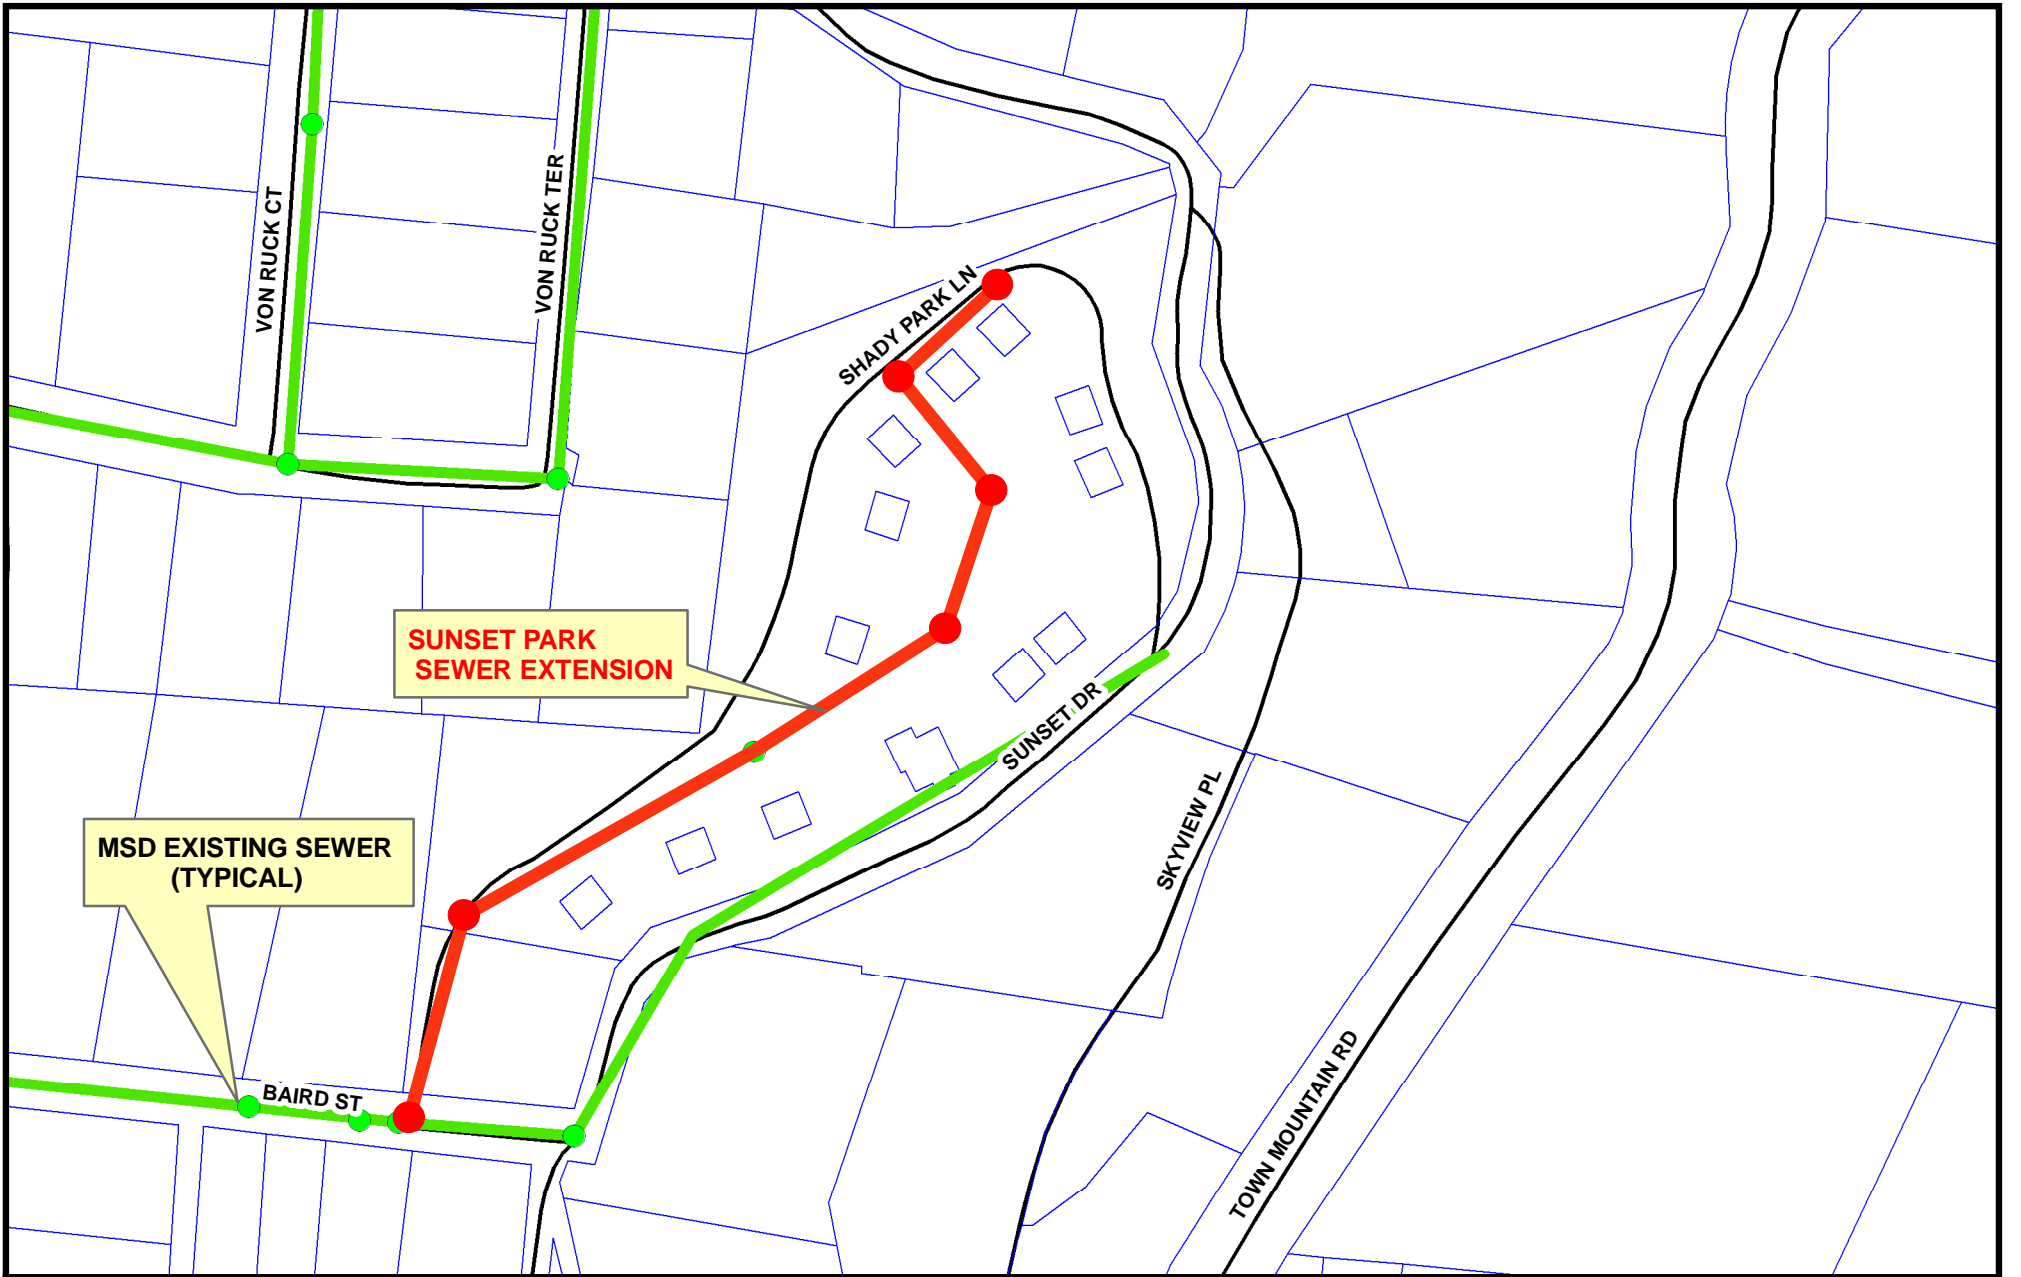 VON RUCK CT
VON RUCK TER
SHADY PARK LN
SUNSET PARK
SEWER EXTENSION
SUNSET DR
SKYVIEW PL
MSD EXISTING SEWER
(TYPICAL)
BAIRD ST
TOWN MOUNTAIN RD